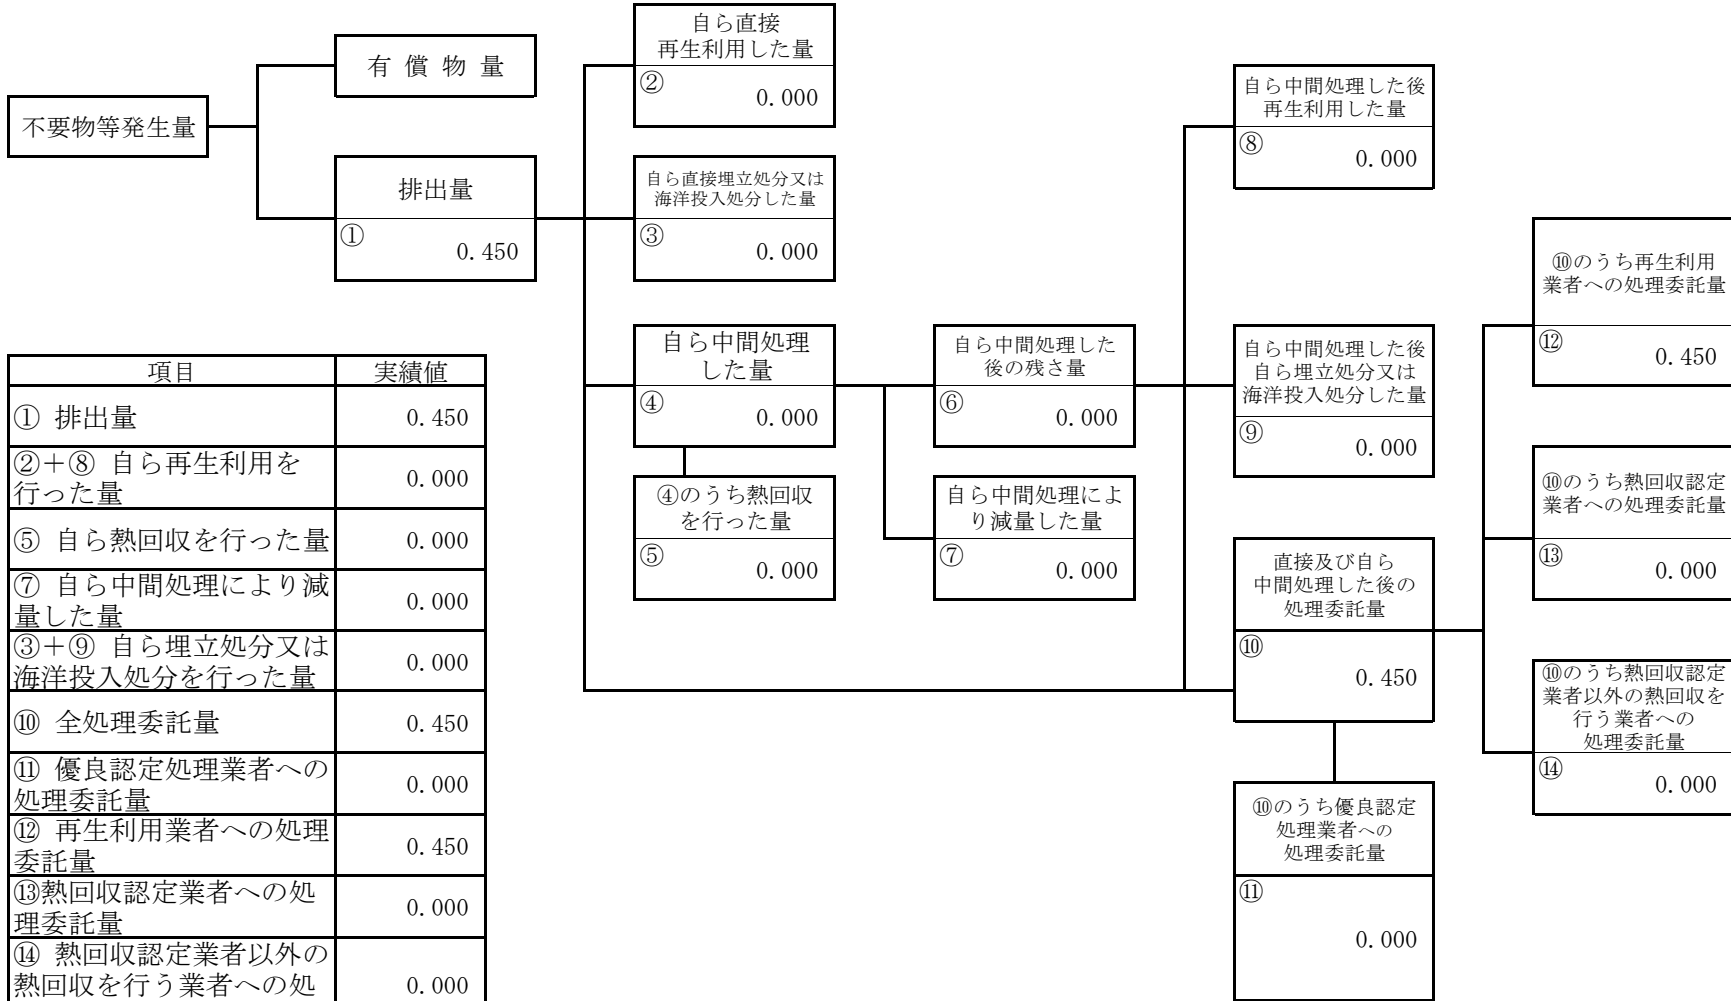 不要物等発生量
有 償 物 量
排出量
①
0.450
自ら直接
再生利用した量
②
0.000
自ら直接埋立処分又は
海洋投入処分した量
③
0.000
自ら中間処理
した量
④
0.000
④のうち熱回収
を行った量
⑤
0.000
自ら中間処理した
後の残さ量
⑥
0.000
自ら中間処理によ
り減量した量
⑦
0.000
自ら中間処理した後
再生利用した量
⑧
0.000
自ら中間処理した後
自ら埋立処分又は
海洋投入処分した量
⑨
0.000
直接及び自ら
中間処理した後の
処理委託量
⑩
0.450
⑩のうち優良認定
処理業者への
処理委託量
⑪
0.000
⑩のうち再生利用
業者への処理委託量
⑫
0.450
⑩のうち熱回収認定
業者への処理委託量
⑬
0.000
⑩のうち熱回収認定
業者以外の熱回収を
行う業者への
処理委託量
⑭
0.000
項目 実績値
① 排出量 0.450
②+⑧ 自ら再生利用を
行った量 0.000
⑤ 自ら熱回収を行った量 0.000
⑦ 自ら中間処理により減
量した量 0.000
③+⑨ 自ら埋立処分又は
海洋投入処分を行った量 0.000
⑩ 全処理委託量 0.450
⑪ 優良認定処理業者への
処理委託量 0.000
⑫ 再生利用業者への処理
委託量 0.450
⑬熱回収認定業者への処
理委託量 0.000
⑭ 熱回収認定業者以外の
熱回収を行う業者への処 0.000